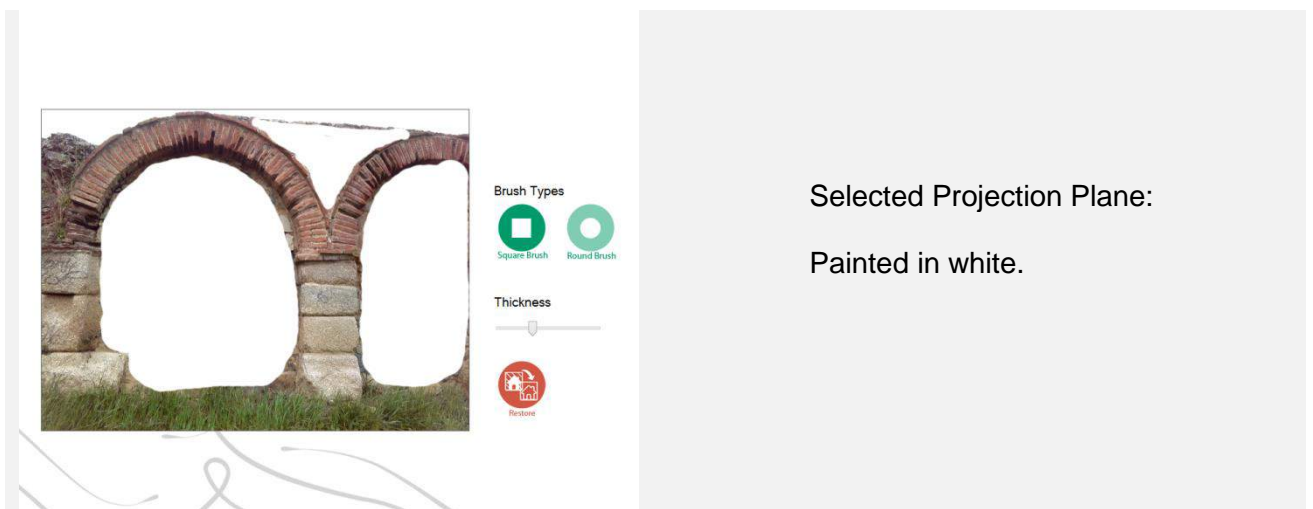 Brush Types
Square Brush
Round Brush
Thickness
Restore
Selected Projection Plane:
Painted in white.